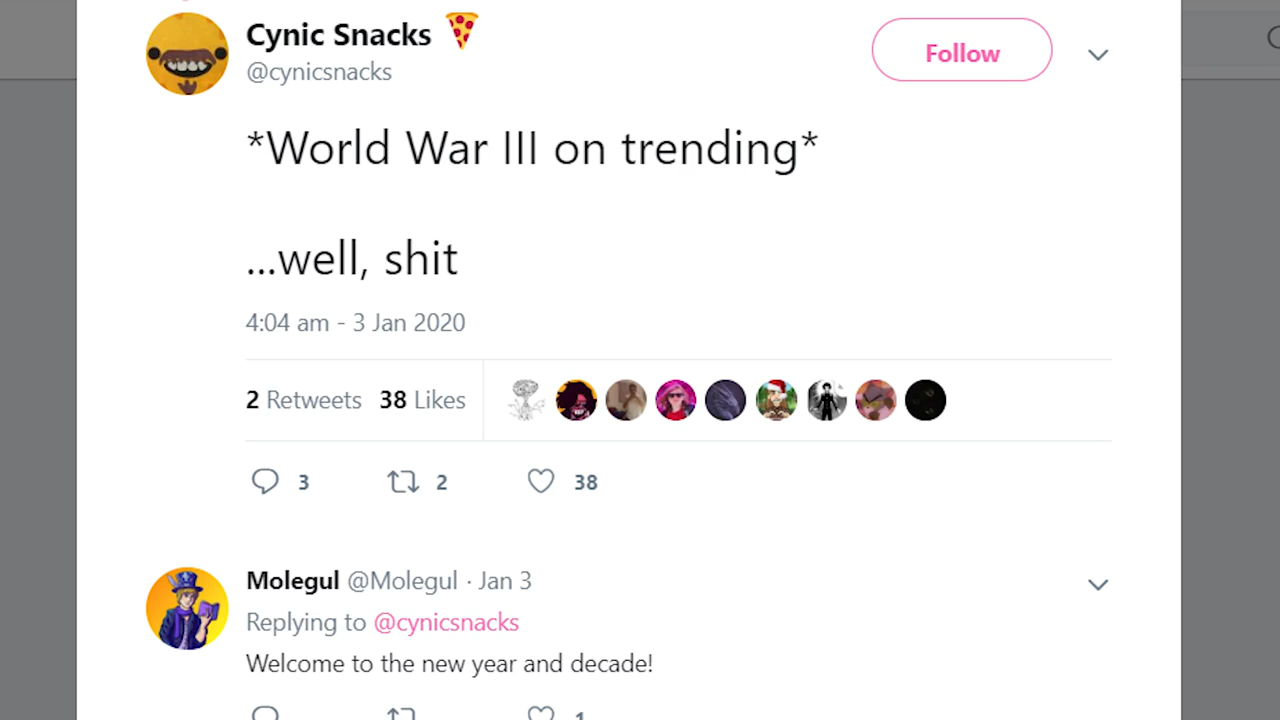 Cynic Snacks 🍕
@cynicsnacks
Follow
*World War III on trending*
...well, shit
4:04 am - 3 Jan 2020
2 Retweets 38 Likes
3 2 38
Molegul @Molegul · Jan 3
Replying to @cynicsnacks
Welcome to the new year and decade!
1